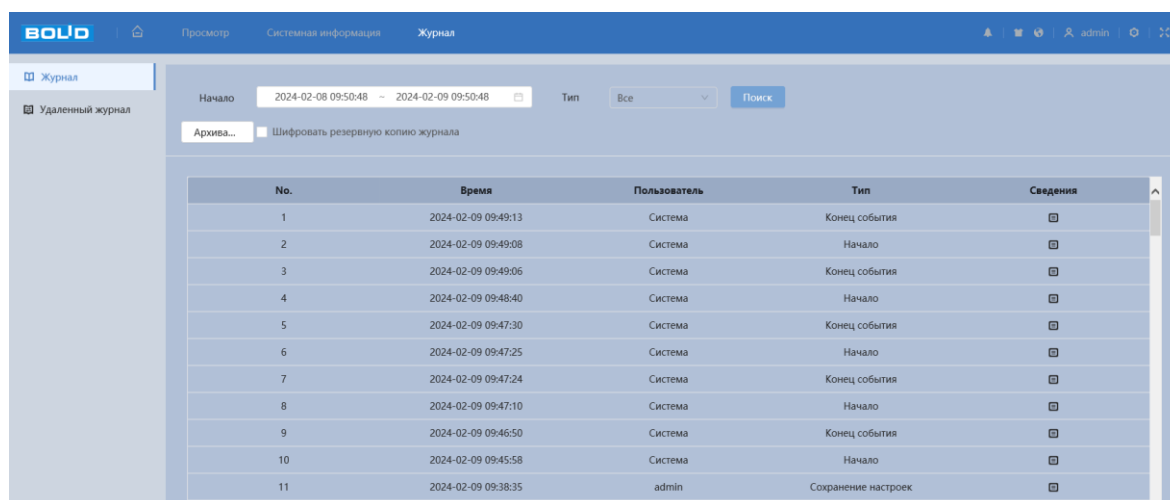 BOLID Просмотр Системная информация Журнал admin
Журнал
Удаленный журнал
Начало 2024-02-08 09:50:48 ~ 2024-02-09 09:50:48 Тип Все Поиск
Архива... Шифровать резервную копию журнала
No. Время Пользователь Тип Сведения
1 2024-02-09 09:49:13 Система Конец события
2 2024-02-09 09:49:08 Система Начало
3 2024-02-09 09:49:06 Система Конец события
4 2024-02-09 09:48:40 Система Начало
5 2024-02-09 09:47:30 Система Конец события
6 2024-02-09 09:47:25 Система Начало
7 2024-02-09 09:47:24 Система Конец события
8 2024-02-09 09:47:10 Система Начало
9 2024-02-09 09:46:50 Система Конец события
10 2024-02-09 09:45:58 Система Начало
11 2024-02-09 09:38:35 admin Сохранение настроек